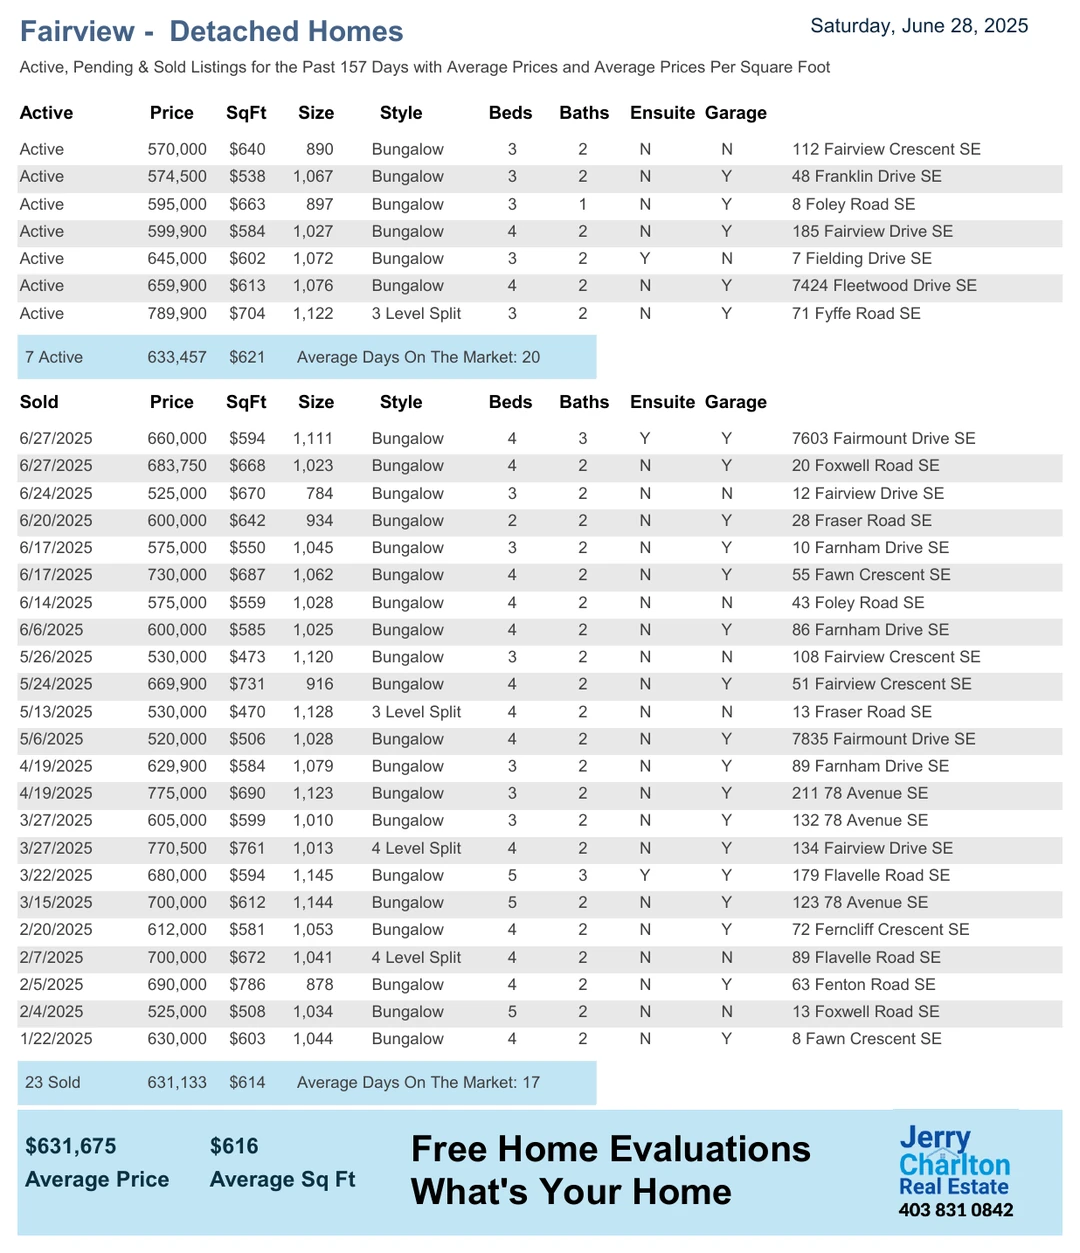 Fairview -  Detached Homes
Saturday, June 28, 2025
Active, Pending & Sold Listings for the Past 157 Days with Average Prices and Average Prices Per Square Foot
Active Price SqFt Size Style Beds Baths Ensuite Garage
Active 570,000 $640 890 Bungalow 3 2 N N 112 Fairview Crescent SE
Active 574,500 $538 1,067 Bungalow 3 2 N Y 48 Franklin Drive SE
Active 595,000 $663 897 Bungalow 3 1 N Y 8 Foley Road SE
Active 599,900 $584 1,027 Bungalow 4 2 N Y 185 Fairview Drive SE
Active 645,000 $602 1,072 Bungalow 3 2 Y N 7 Fielding Drive SE
Active 659,900 $613 1,076 Bungalow 4 2 N Y 7424 Fleetwood Drive SE
Active 789,900 $704 1,122 3 Level Split 3 2 N Y 71 Fyffe Road SE
7 Active 633,457 $621 Average Days On The Market: 20
Sold Price SqFt Size Style Beds Baths Ensuite Garage
6/27/2025 660,000 $594 1,111 Bungalow 4 3 Y Y 7603 Fairmount Drive SE
6/27/2025 683,750 $668 1,023 Bungalow 4 2 N Y 20 Foxwell Road SE
6/24/2025 525,000 $670 784 Bungalow 3 2 N N 12 Fairview Drive SE
6/20/2025 600,000 $642 934 Bungalow 2 2 N Y 28 Fraser Road SE
6/17/2025 575,000 $550 1,045 Bungalow 3 2 N Y 10 Farnham Drive SE
6/17/2025 730,000 $687 1,062 Bungalow 4 2 N Y 55 Fawn Crescent SE
6/14/2025 575,000 $559 1,028 Bungalow 4 2 N N 43 Foley Road SE
6/6/2025 600,000 $585 1,025 Bungalow 4 2 N Y 86 Farnham Drive SE
5/26/2025 530,000 $473 1,120 Bungalow 3 2 N N 108 Fairview Crescent SE
5/24/2025 669,900 $731 916 Bungalow 4 2 N Y 51 Fairview Crescent SE
5/13/2025 530,000 $470 1,128 3 Level Split 4 2 N N 13 Fraser Road SE
5/6/2025 520,000 $506 1,028 Bungalow 4 2 N Y 7835 Fairmount Drive SE
4/19/2025 629,900 $584 1,079 Bungalow 3 2 N Y 89 Farnham Drive SE
4/19/2025 775,000 $690 1,123 Bungalow 3 2 N Y 211 78 Avenue SE
3/27/2025 605,000 $599 1,010 Bungalow 3 2 N Y 132 78 Avenue SE
3/27/2025 770,500 $761 1,013 4 Level Split 4 2 N Y 134 Fairview Drive SE
3/22/2025 680,000 $594 1,145 Bungalow 5 3 Y Y 179 Flavelle Road SE
3/15/2025 700,000 $612 1,144 Bungalow 5 2 N Y 123 78 Avenue SE
2/20/2025 612,000 $581 1,053 Bungalow 4 2 N Y 72 Ferncliff Crescent SE
2/7/2025 700,000 $672 1,041 4 Level Split 4 2 N N 89 Flavelle Road SE
2/5/2025 690,000 $786 878 Bungalow 4 2 N Y 63 Fenton Road SE
2/4/2025 525,000 $508 1,034 Bungalow 5 2 N N 13 Foxwell Road SE
1/22/2025 630,000 $603 1,044 Bungalow 4 2 N Y 8 Fawn Crescent SE
23 Sold 631,133 $614 Average Days On The Market: 17
$631,675 $616
Average Price Average Sq Ft
Free Home Evaluations
What's Your Home
Jerry
Charlton
Real Estate
403 831 0842